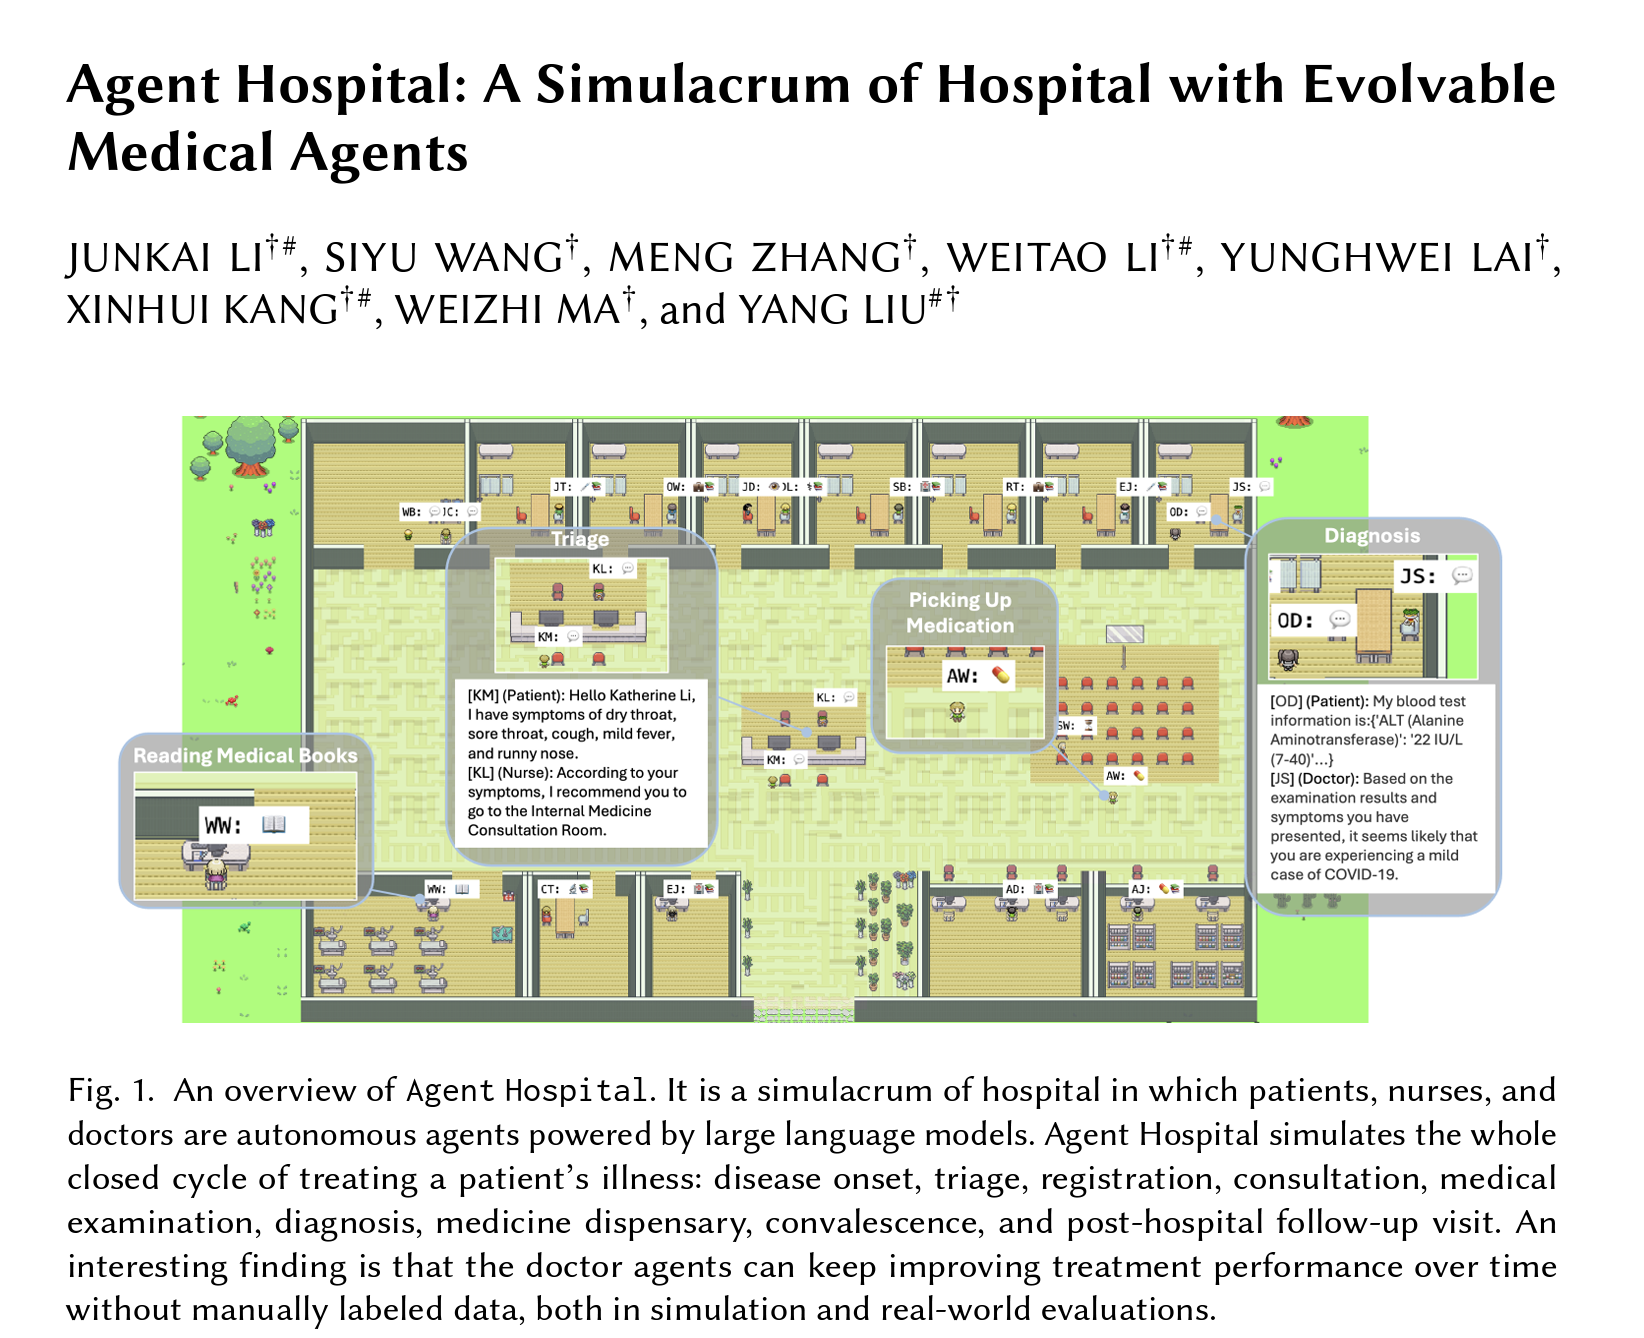 Agent Hospital: A Simulacrum of Hospital with Evolvable
Medical Agents
JUNKAI LI†#, SIYU WANG†, MENG ZHANG†, WEITAO LI†#, YUNGHWEI LAI†,
XINHUI KANG†#, WEIZHI MA†, and YANG LIU#†
JT:
OW:
JD:
JL:
SB:
RT:
EJ:
JS:
WB:
JC:
OD:
Triage
KL:
KM:
[KM] (Patient): Hello Katherine Li,
I have symptoms of dry throat,
sore throat, cough, mild fever,
and runny nose.
[KL] (Nurse): According to your
symptoms, I recommend you to
go to the Internal Medicine
Consultation Room.
KL:
KM:
Picking Up
Medication
AW:
SW:
AW:
Diagnosis
JS:
OD:
[OD] (Patient): My blood test
information is:{'ALT (Alanine
Aminotransferase)': '22 IU/L
(7-40)'...}
[JS] (Doctor): Based on the
examination results and
symptoms you have
presented, it seems likely that
you are experiencing a mild
case of COVID-19.
Reading Medical Books
WW:
WW:
CT:
EJ:
AD:
AJ:
Fig. 1. An overview of Agent Hospital. It is a simulacrum of hospital in which patients, nurses, and
doctors are autonomous agents powered by large language models. Agent Hospital simulates the whole
closed cycle of treating a patient's illness: disease onset, triage, registration, consultation, medical
examination, diagnosis, medicine dispensary, convalescence, and post-hospital follow-up visit. An
interesting finding is that the doctor agents can keep improving treatment performance over time
without manually labeled data, both in simulation and real-world evaluations.